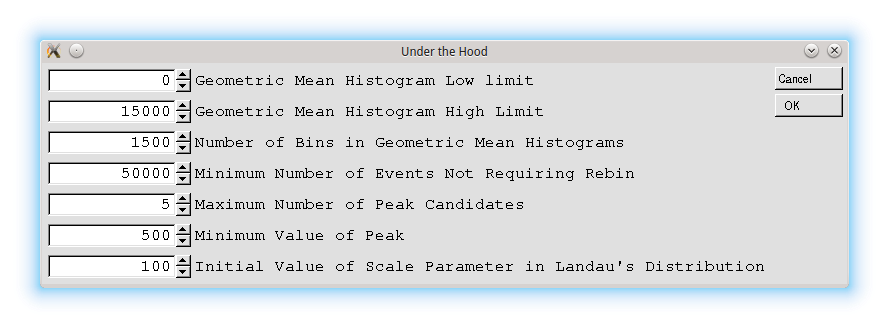 Under the Hood
0 Geometric Mean Histogram Low limit
Cancel
15000 Geometric Mean Histogram High Limit
OK
1500 Number of Bins in Geometric Mean Histograms
50000 Minimum Number of Events Not Requiring Rebin
5 Maximum Number of Peak Candidates
500 Minimum Value of Peak
100 Initial Value of Scale Parameter in Landau's Distribution